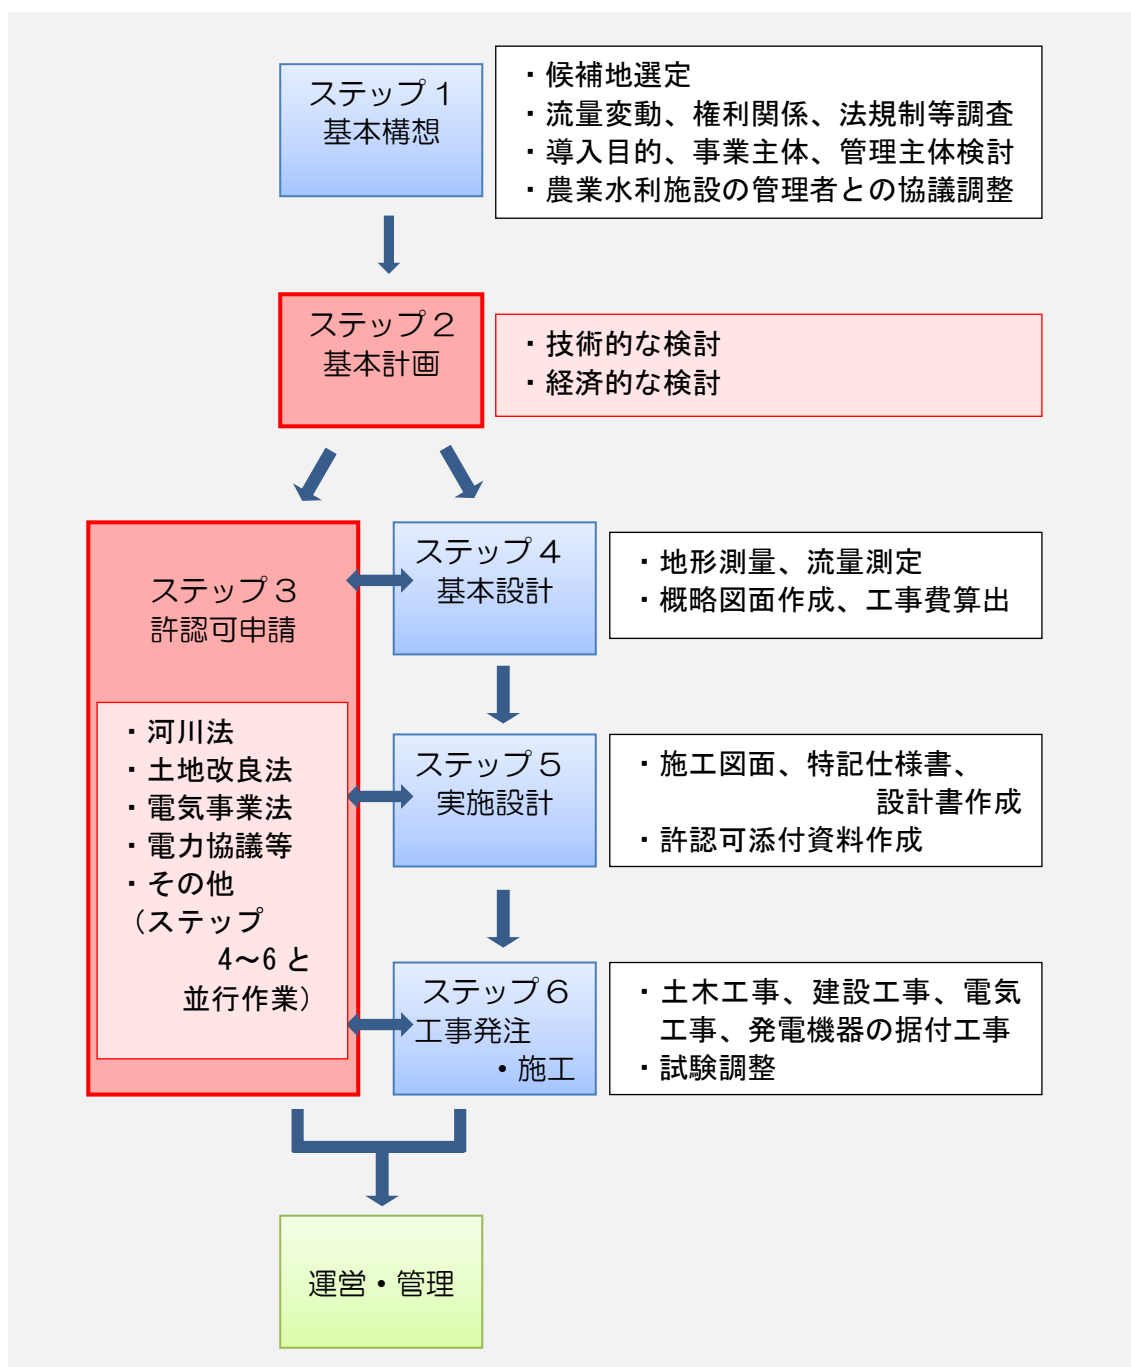 ステップ１
基本構想
・候補地選定
・流量変動、権利関係、法規制等調査
・導入目的、事業主体、管理主体検討
・農業水利施設の管理者との協議調整
ステップ２
基本計画
・技術的な検討
・経済的な検討
ステップ３
許認可申請
・河川法
・土地改良法
・電気事業法
・電力協議等
・その他
（ステップ
4～6 と
並行作業）
ステップ４
基本設計
・地形測量、流量測定
・概略図面作成、工事費算出
ステップ５
実施設計
・施工図面、特記仕様書、
設計書作成
・許認可添付資料作成
ステップ６
工事発注
・施工
・土木工事、建設工事、電気
工事、発電機器の据付工事
・試験調整
運営・管理